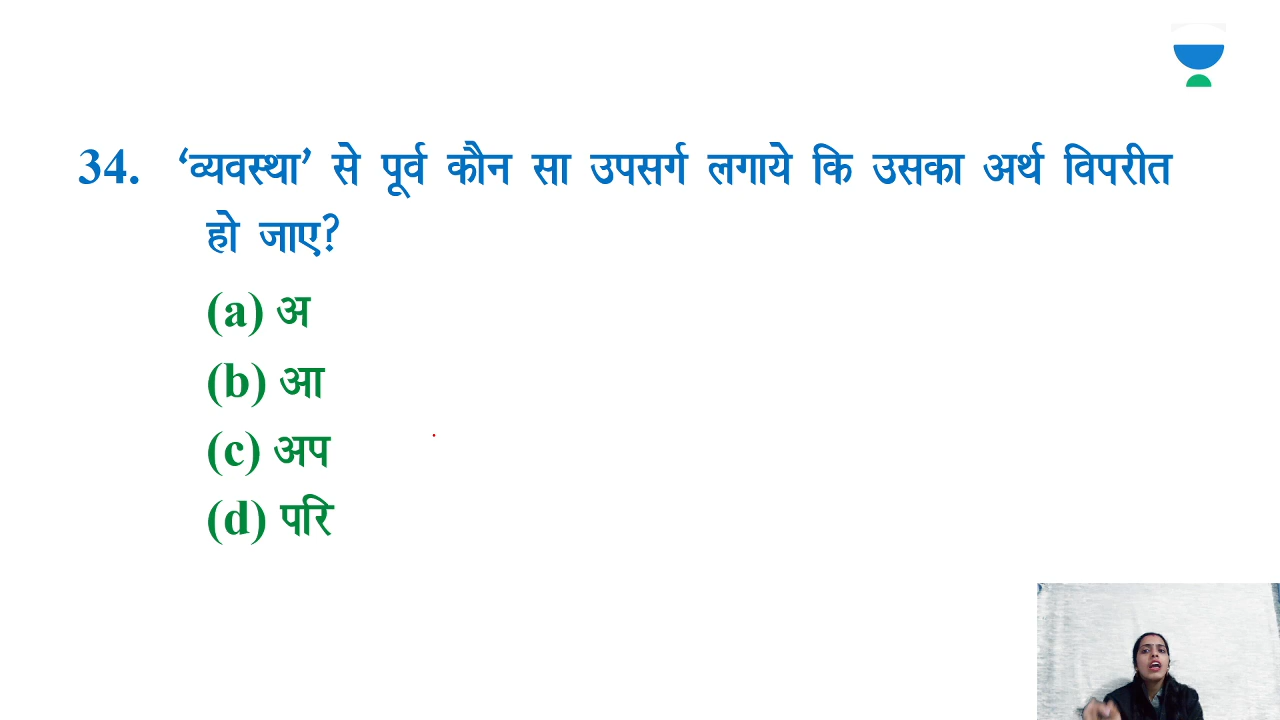 34. ‘व्यवस्था’ से पूर्व कौन सा उपसर्ग लगाये कि उसका अर्थ विपरीत
हो जाए?
(a) अ
(b) आ
(c) अप
(d) परि